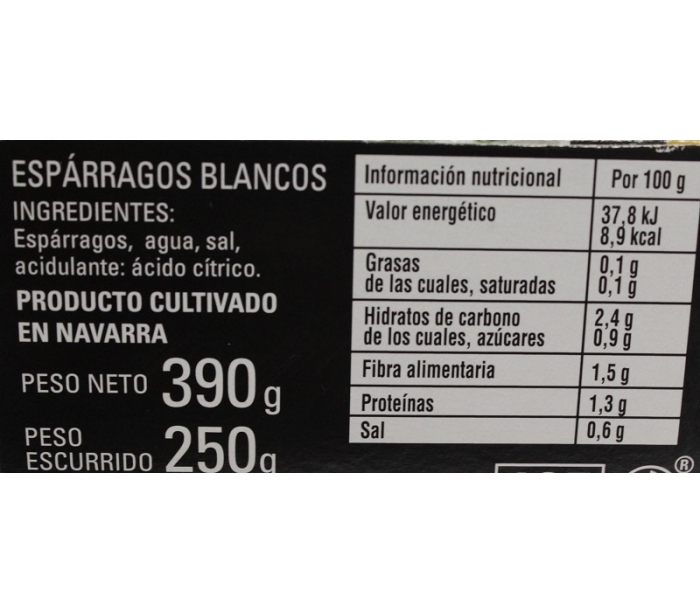 ESPÁRRAGOS BLANCOS
INGREDIENTES:
Espárragos, agua, sal,
acidulante: ácido cítrico.
PRODUCTO CULTIVADO
EN NAVARRA
PESO NETO 390 g
PESO
ESCURRIDO 250g
Información nutricional Por 100 g
Valor energético 37,8 kJ
8,9 kcal
Grasas 0,1 g
de las cuales, saturadas 0,1 g
Hidratos de carbono 2,4 g
de los cuales, azúcares 0,9 g
Fibra alimentaria 1,5 g
Proteínas 1,3 g
Sal 0,6 g
®